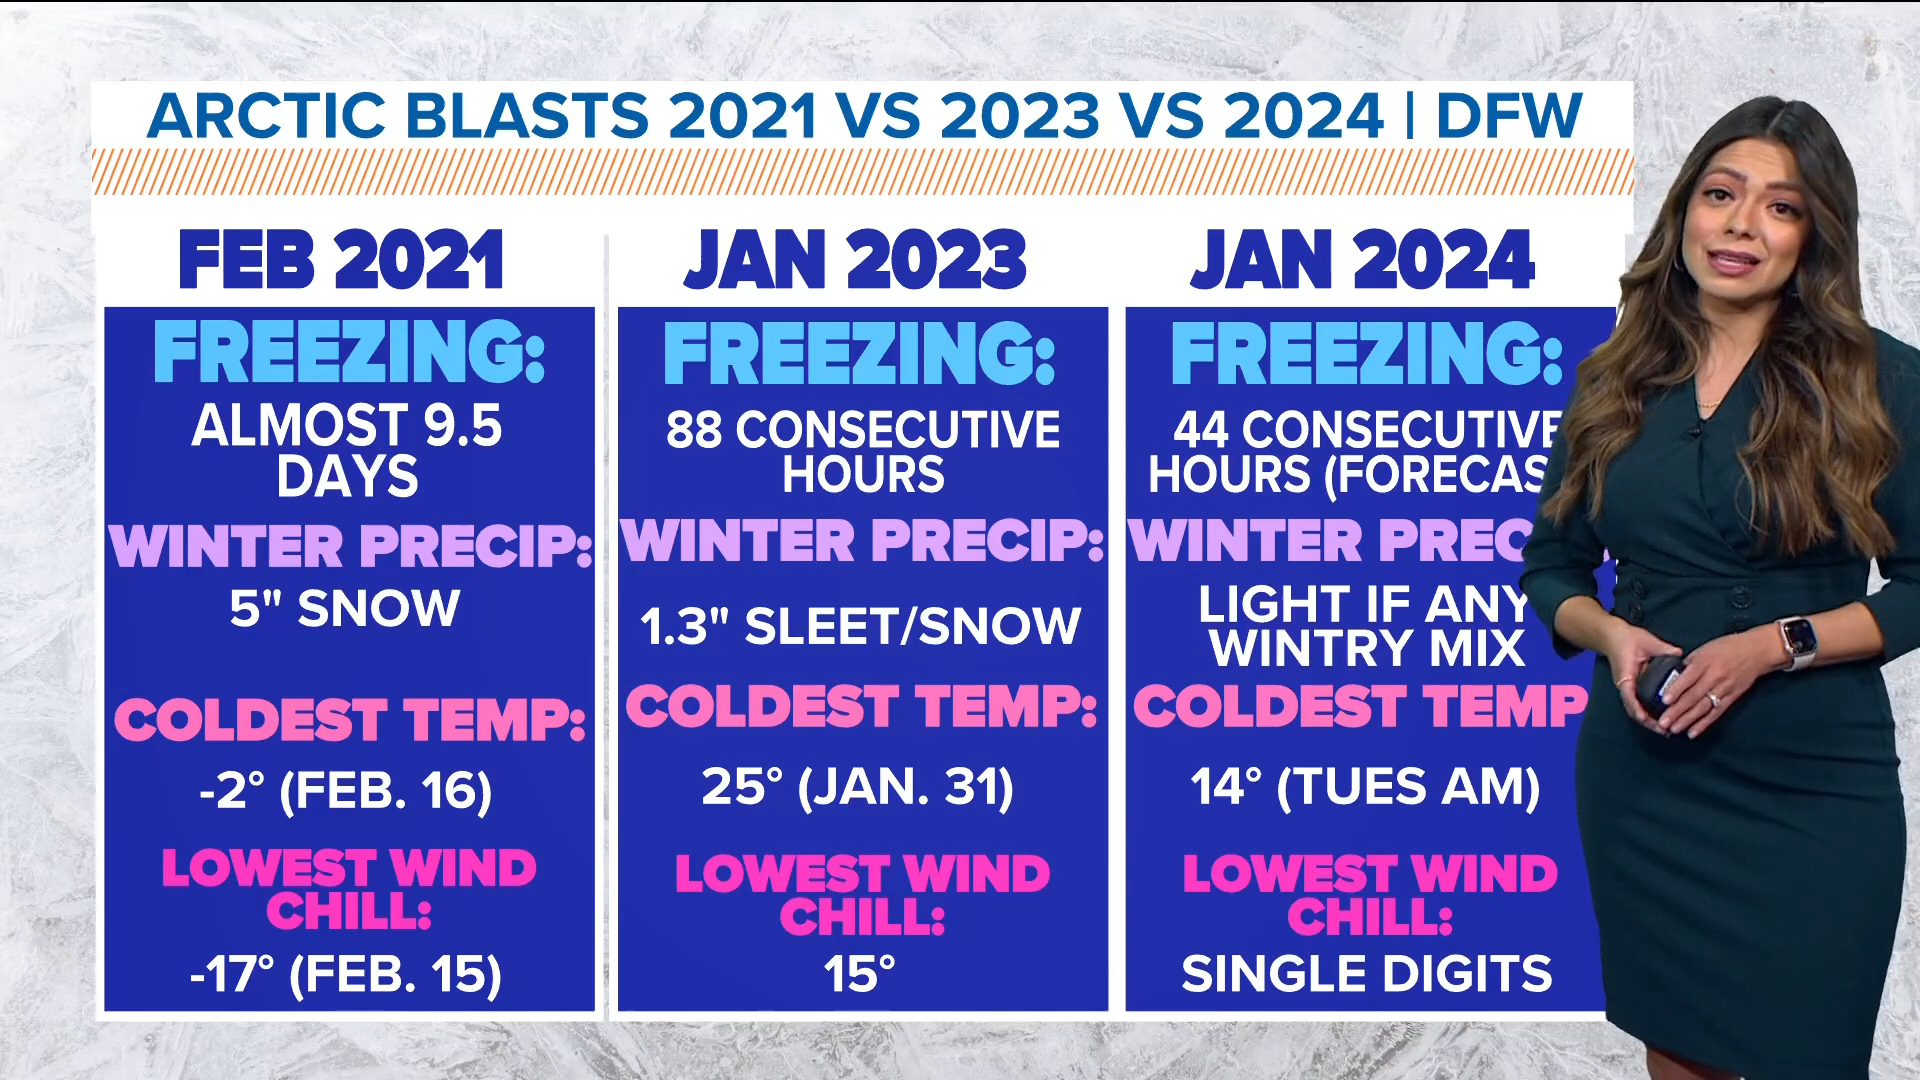 ARCTIC BLASTS 2021 VS 2023 VS 2024 | DFW
FEB 2021
FREEZING:
ALMOST 9.5
DAYS
WINTER PRECIP:
5" SNOW
COLDEST TEMP:
-2° (FEB. 16)
LOWEST WIND
CHILL:
-17° (FEB. 15)
JAN 2023
FREEZING:
88 CONSECUTIVE
HOURS
WINTER PRECIP:
1.3" SLEET/SNOW
COLDEST TEMP:
25° (JAN. 31)
LOWEST WIND
CHILL:
15°
JAN 2024
FREEZING:
44 CONSECUTIVE
HOURS (FORECAS
WINTER PREC
LIGHT IF ANY
WINTRY MIX
COLDEST TEMP
14° (TUES AM)
LOWEST WIND
CHILL:
SINGLE DIGITS